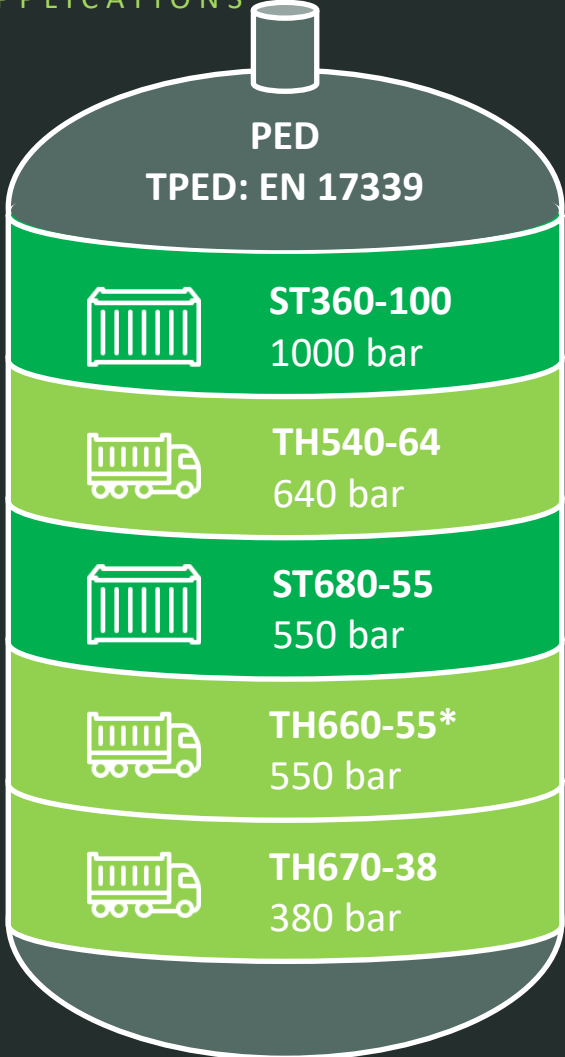 PPLICATIONS
PED
TPED: EN 17339
ST360-100
1000 bar
TH540-64
640 bar
ST680-55
550 bar
TH660-55*
550 bar
TH670-38
380 bar